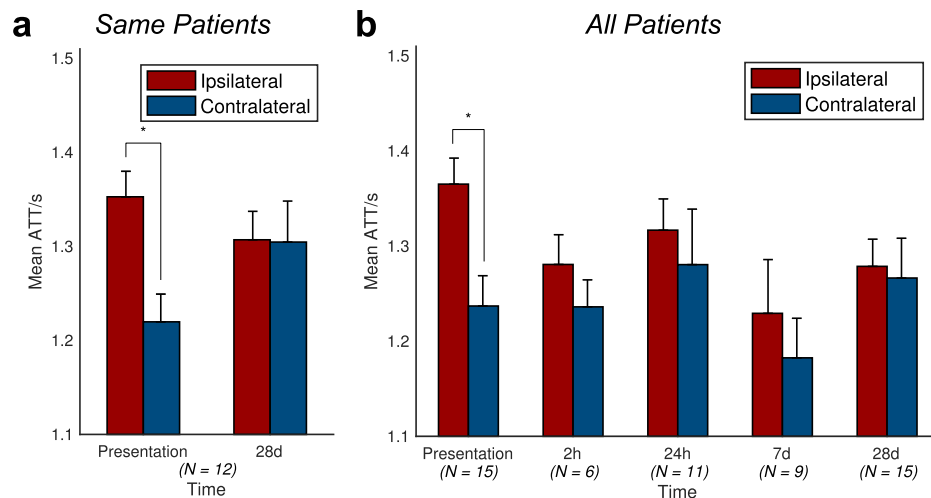 a Same Patients
1.5
1.4
1.3
1.2
1.1
Mean ATT/s
Ipsilateral
Contralateral
*
Presentation 28d
(N = 12)
Time
b All Patients
1.5
1.4
1.3
1.2
1.1
Mean ATT/s
Ipsilateral
Contralateral
*
Presentation 2h 24h 7d 28d
(N = 15) (N = 6) (N = 11) (N = 9) (N = 15)
Time